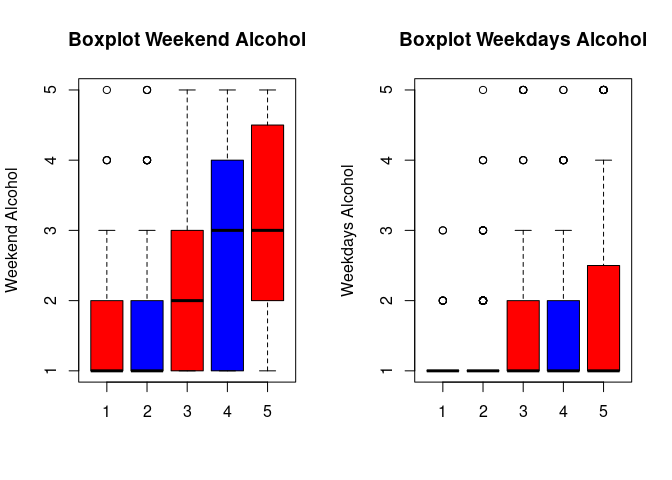 Boxplot Weekend Alcohol
Weekend Alcohol
5
4
3
2
1
1 2 3 4 5
Boxplot Weekdays Alcohol
Weekdays Alcohol
5
4
3
2
1
1 2 3 4 5